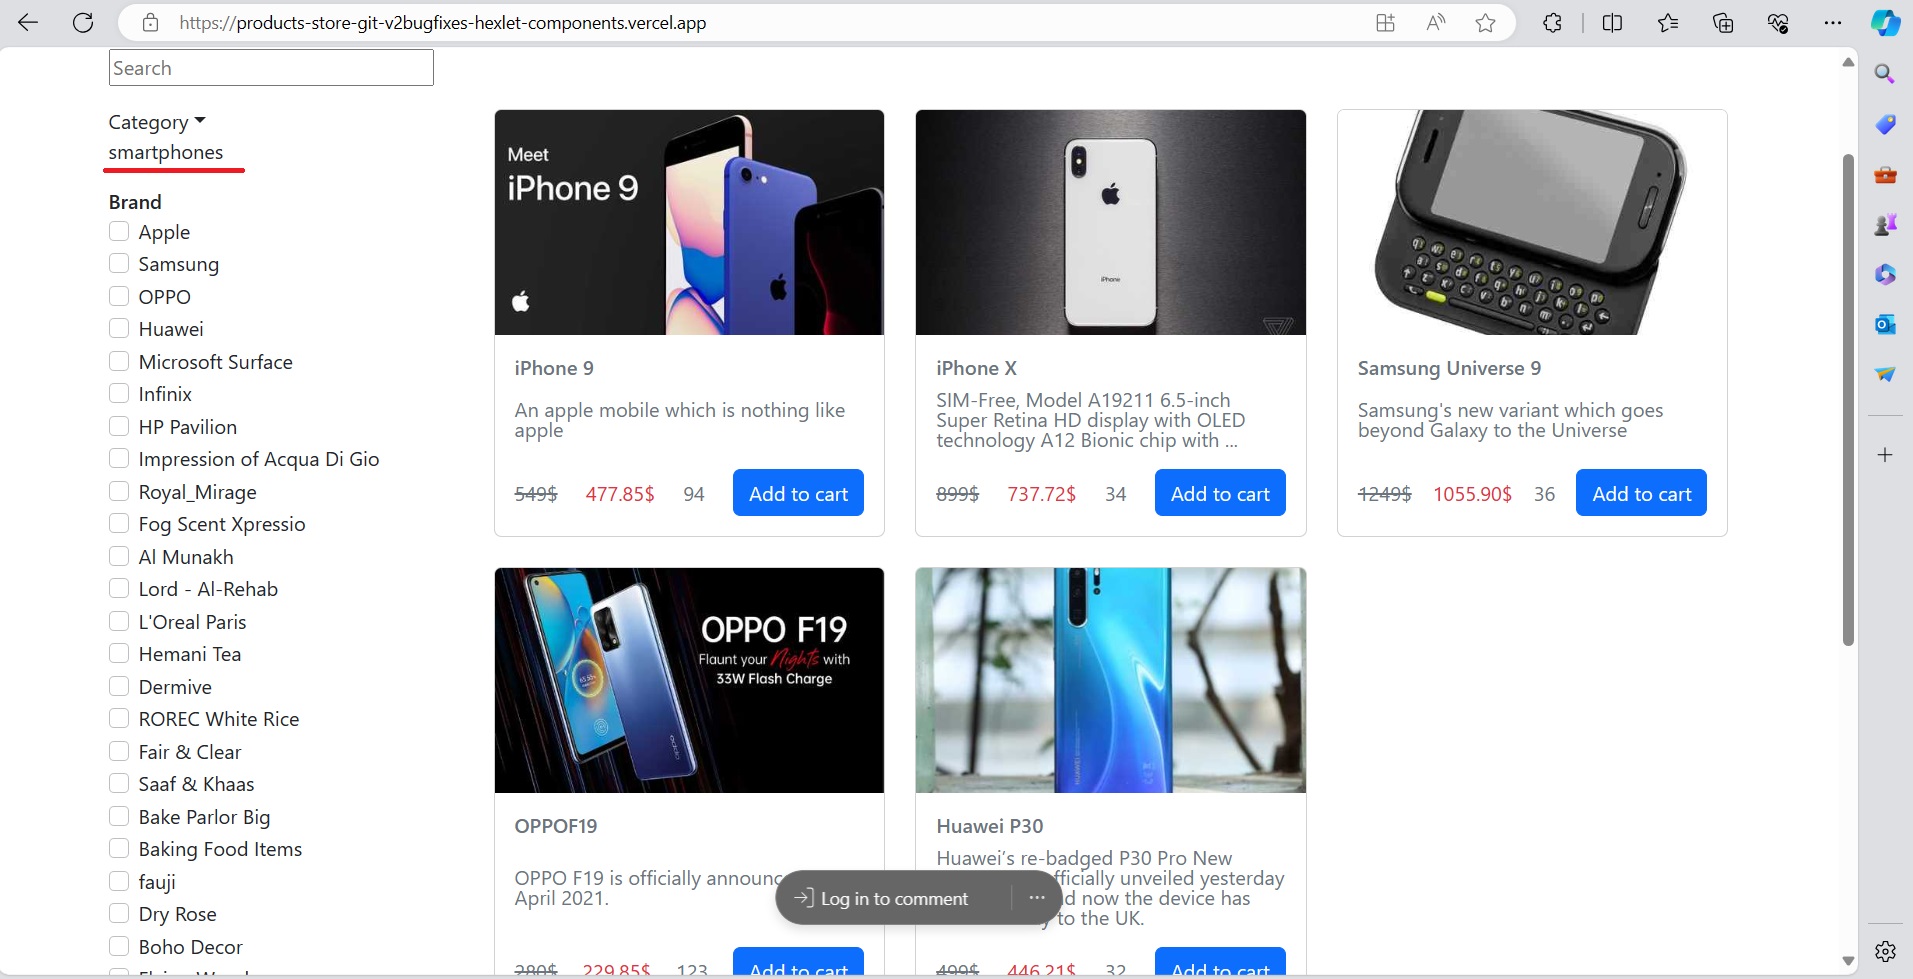 https://products-store-git-v2bugfixes-hexlet-components.vercel.app
Search
Category
smartphones
Brand
Apple
Samsung
OPPO
Huawei
Microsoft Surface
Infinix
HP Pavilion
Impression of Acqua Di Gio
Royal_Mirage
Fog Scent Xpressio
Al Munakh
Lord - Al-Rehab
L'Oreal Paris
Hemani Tea
Dermive
ROREC White Rice
Fair & Clear
Saaf & Khaas
Bake Parlor Big
Baking Food Items
fauji
Dry Rose
Boho Decor
Meet
iPhone 9
iPhone 9
An apple mobile which is nothing like
apple
549$ 477.85$ 94 Add to cart
iPhone
iPhone X
SIM-Free, Model A19211 6.5-inch
Super Retina HD display with OLED
technology A12 Bionic chip with ...
899$ 737.72$ 34 Add to cart
Samsung Universe 9
Samsung's new variant which goes
beyond Galaxy to the Universe
1249$ 1055.90$ 36 Add to cart
OPPO F19
Flaunt your Nights with
33W Flash Charge
oppo
OPPOF19
OPPO F19 is officially announc
April 2021.
280$ 229.85$ 123 Add to cart
HUAWEI
Huawei P30
Huawei’s re-badged P30 Pro New
fficially unveiled yesterday
d now the device has
y to the UK.
499$ 446.21$ 32 Add to cart
Log in to comment